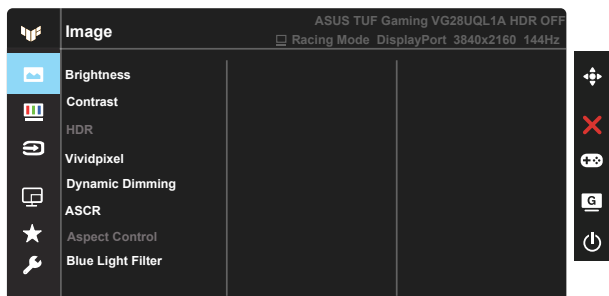 Image
ASUS TUF Gaming VG28UQL1A HDR OFF
Racing Mode DisplayPort 3840x2160 144Hz
Brightness
Contrast
HDR
Vividpixel
Dynamic Dimming
ASCR
Aspect Control
Blue Light Filter
G